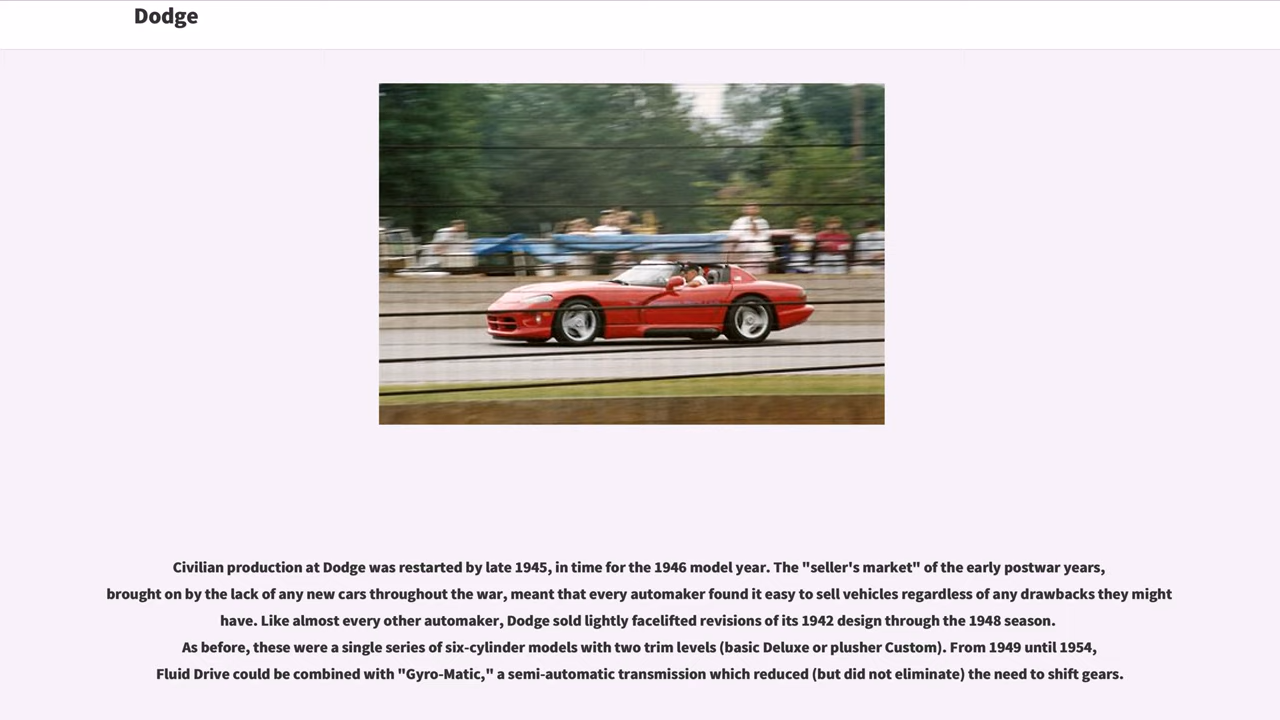 Dodge
Civilian production at Dodge was restarted by late 1945, in time for the 1946 model year. The "seller's market" of the early postwar years,
brought on by the lack of any new cars throughout the war, meant that every automaker found it easy to sell vehicles regardless of any drawbacks they might
have. Like almost every other automaker, Dodge sold lightly facelifted revisions of its 1942 design through the 1948 season.
As before, these were a single series of six-cylinder models with two trim levels (basic Deluxe or plusher Custom). From 1949 until 1954,
Fluid Drive could be combined with "Gyro-Matic," a semi-automatic transmission which reduced (but did not eliminate) the need to shift gears.